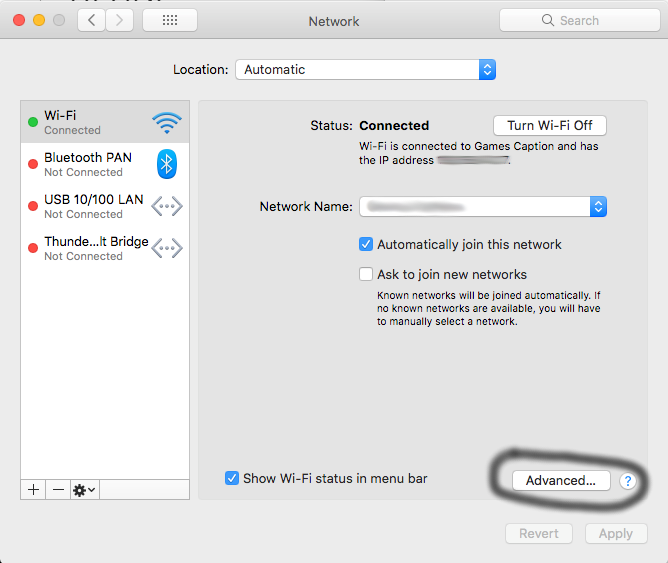 Network
Search
Location: Automatic
Wi-Fi
Connected
Bluetooth PAN
Not Connected
USB 10/100 LAN
Not Connected
Thunde...lt Bridge
Not Connected
Status: Connected
Turn Wi-Fi Off
Wi-Fi is connected to Games Caption and has
the IP address
Network Name:
Automatically join this network
Ask to join new networks
Known networks will be joined automatically. If
no known networks are available, you will have
to manually select a network.
Show Wi-Fi status in menu bar
Advanced...
?
Revert
Apply